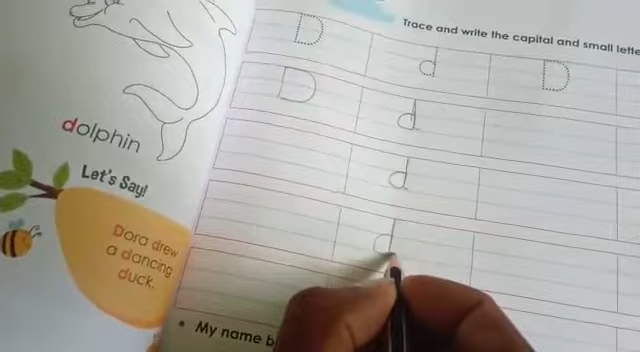 Trace and write the capital and small lette
D d D
D d
d
d
dolphin
Let's Say!
Dora drew
a dancing
duck.
My name b